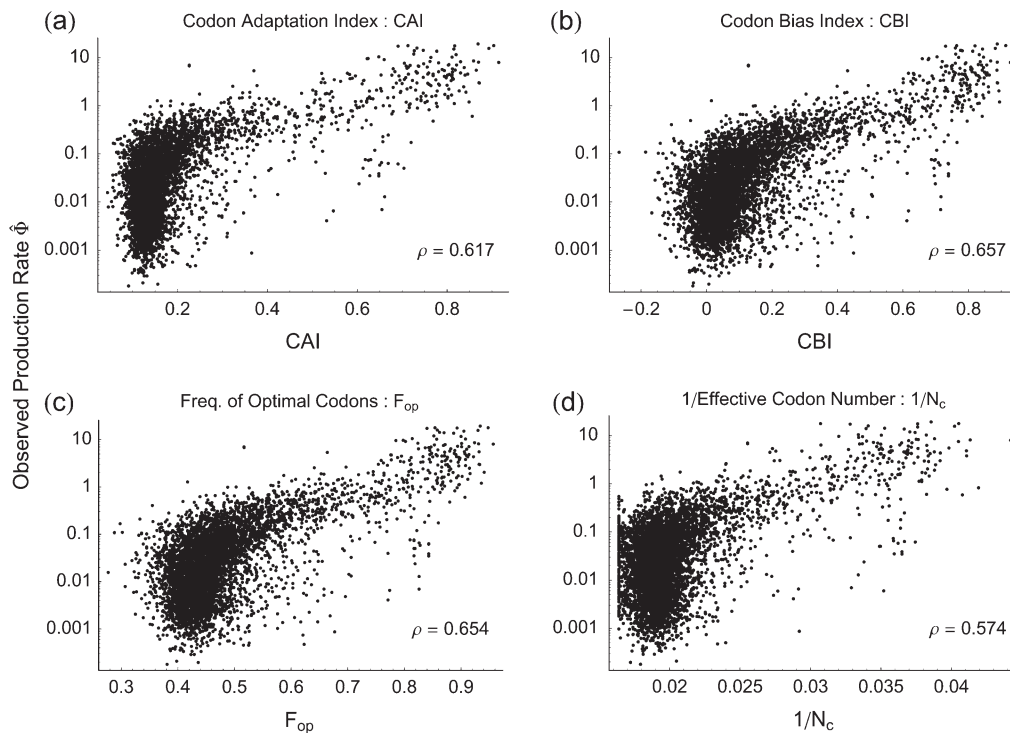 Observed Production Rate Φ̂
(a) Codon Adaptation Index : CAI
10
1
0.1
0.01
0.001
ρ = 0.617
0.2 0.4 0.6 0.8
CAI
(b) Codon Bias Index : CBI
10
1
0.1
0.01
0.001
ρ = 0.657
−0.2 0 0.2 0.4 0.6 0.8
CBI
(c) Freq. of Optimal Codons : Fop
10
1
0.1
0.01
0.001
ρ = 0.654
0.3 0.4 0.5 0.6 0.7 0.8 0.9
Fop
(d) 1/Effective Codon Number : 1/Nc
10
1
0.1
0.01
0.001
ρ = 0.574
0.02 0.025 0.03 0.035 0.04
1/Nc